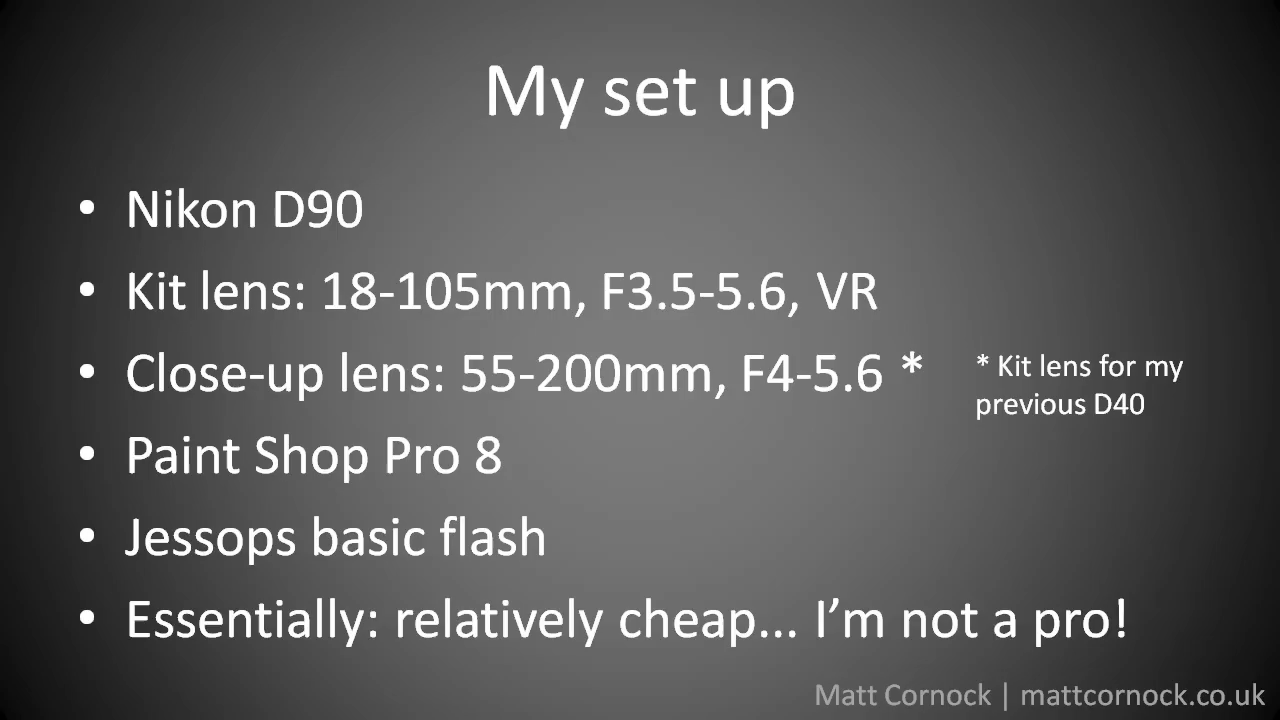 My set up
• Nikon D90
• Kit lens: 18-105mm, F3.5-5.6, VR
• Close-up lens: 55-200mm, F4-5.6 *
* Kit lens for my
previous D40
• Paint Shop Pro 8
• Jessops basic flash
• Essentially: relatively cheap... I’m not a pro!
Matt Cornock | mattcornock.co.uk